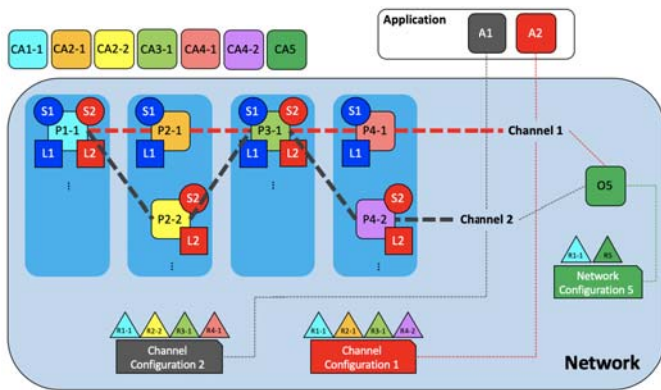 Application
A1
A2
CA1-1
CA2-1
CA2-2
CA3-1
CA4-1
CA4-2
CA5
S1
S2
S1
S1
S2
S1
P1-1
P2-1
P3-1
P4-1
Channel 1
L1
L2
L1
L1
L2
L1
⋮
⋮
O5
S2
S2
P2-2
P4-2
Channel 2
L2
L2
⋮
⋮
R1-1
R5
Network
Configuration 5
R1-1
R2-2
R3-1
R4-1
Channel
Configuration 2
R1-1
R2-1
R3-1
R4-2
Channel
Configuration 1
Network